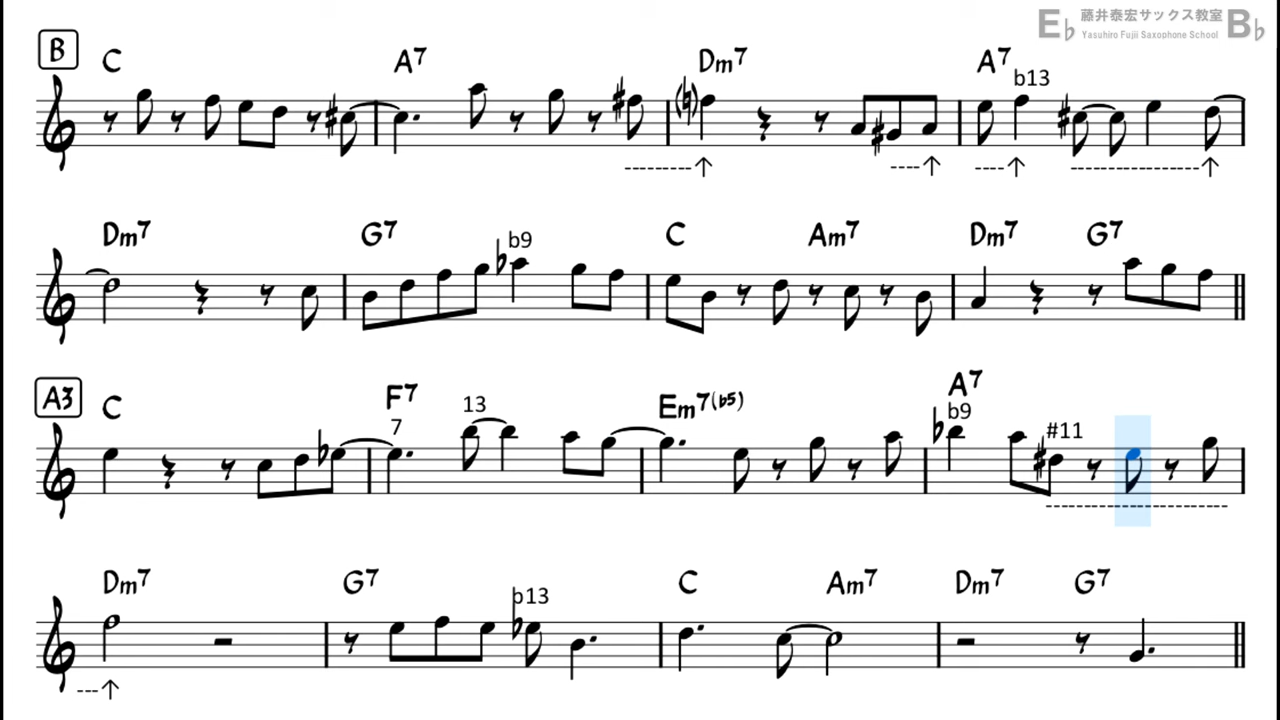 E♭ 藤井泰宏サックス教室 B♭
Yasuhiro Fujii Saxophone School
B C A7 Dm7 A7
b13
Dm7 G7 C Am7 Dm7 G7
b9
A3 C F7 Em7(♭5) A7
7 13 b9 #11
Dm7 G7 C Am7 Dm7 G7
b13